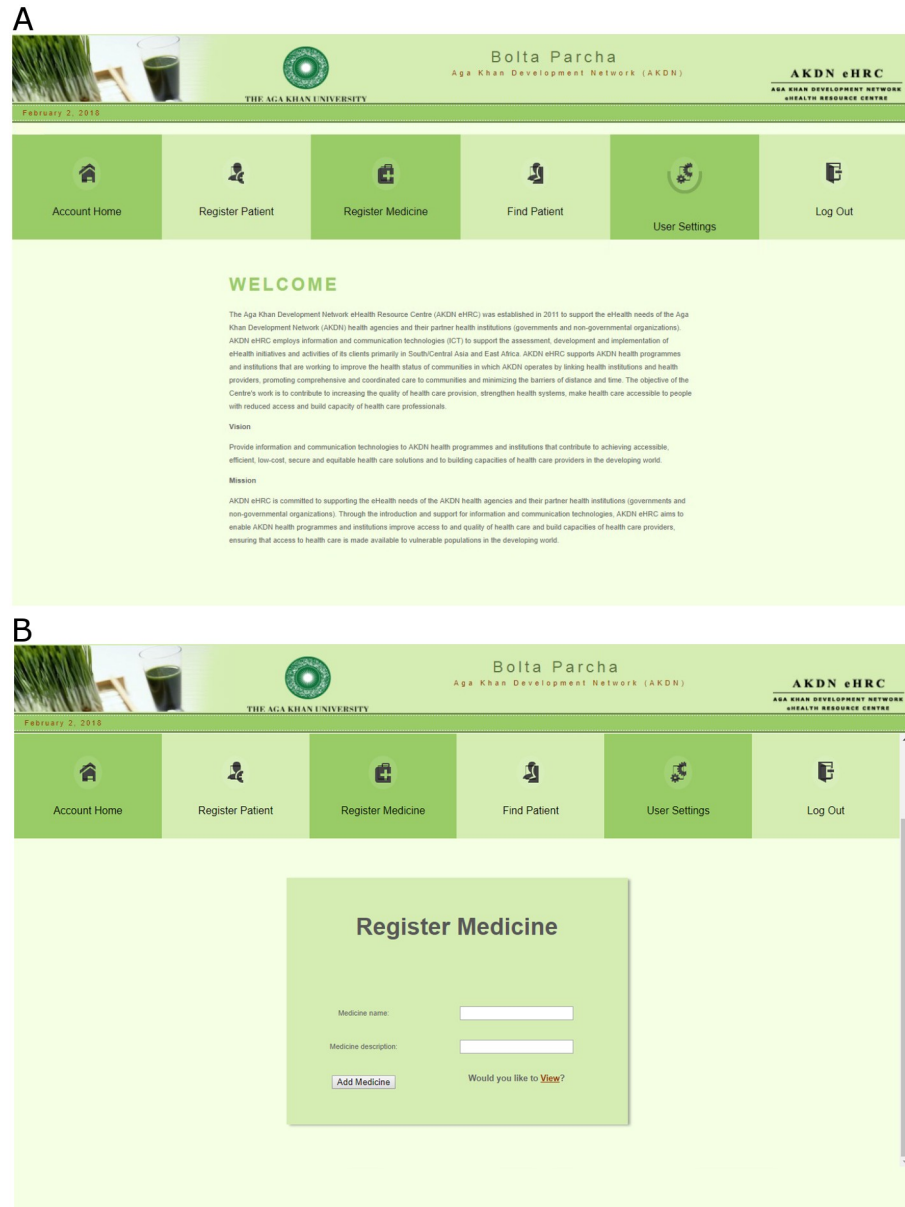 A
Bolta Parcha
Aga Khan Development Network (AKDN)
THE AGA KHAN UNIVERSITY
AKDN eHRC
AGA KHAN DEVELOPMENT NETWORK
eHEALTH RESOURCE CENTRE
February 2, 2018
Account Home
Register Patient
Register Medicine
Find Patient
User Settings
Log Out
WELCOME
The Aga Khan Development Network eHealth Resource Centre (AKDN eHRC) was established in 2011 to support the eHealth needs of the Aga
Khan Development Network (AKDN) health agencies and their partner health institutions (governments and non-governmental organizations).
AKDN eHRC employs information and communication technologies (ICT) to support the assessment, development and implementation of
eHealth initiatives and activities of its clients primarily in South/Central Asia and East Africa. AKDN eHRC supports AKDN health programmes
and institutions that are working to improve the health status of communities in which AKDN operates by linking health institutions and health
providers, promoting comprehensive and coordinated care to communities and minimizing the barriers of distance and time. The objective of the
Centre's work is to contribute to increasing the quality of health care provision, strengthen health systems, make health care accessible to people
with reduced access and build capacity of health care professionals.
Vision
Provide information and communication technologies to AKDN health programmes and institutions that contribute to achieving accessible,
efficient, low-cost, secure and equitable health care solutions and to building capacities of health care providers in the developing world.
Mission
AKDN eHRC is committed to supporting the eHealth needs of the AKDN health agencies and their partner health institutions (governments and
non-governmental organizations). Through the introduction and support for information and communication technologies, AKDN eHRC aims to
enable AKDN health programmes and institutions improve access to and quality of health care and build capacities of health care providers,
ensuring that access to health care is made available to vulnerable populations in the developing world.
B
Bolta Parcha
Aga Khan Development Network (AKDN)
THE AGA KHAN UNIVERSITY
AKDN eHRC
AGA KHAN DEVELOPMENT NETWORK
eHEALTH RESOURCE CENTRE
February 2, 2018
Account Home
Register Patient
Register Medicine
Find Patient
User Settings
Log Out
Register Medicine
Medicine name:
Medicine description:
Add Medicine
Would you like to View?